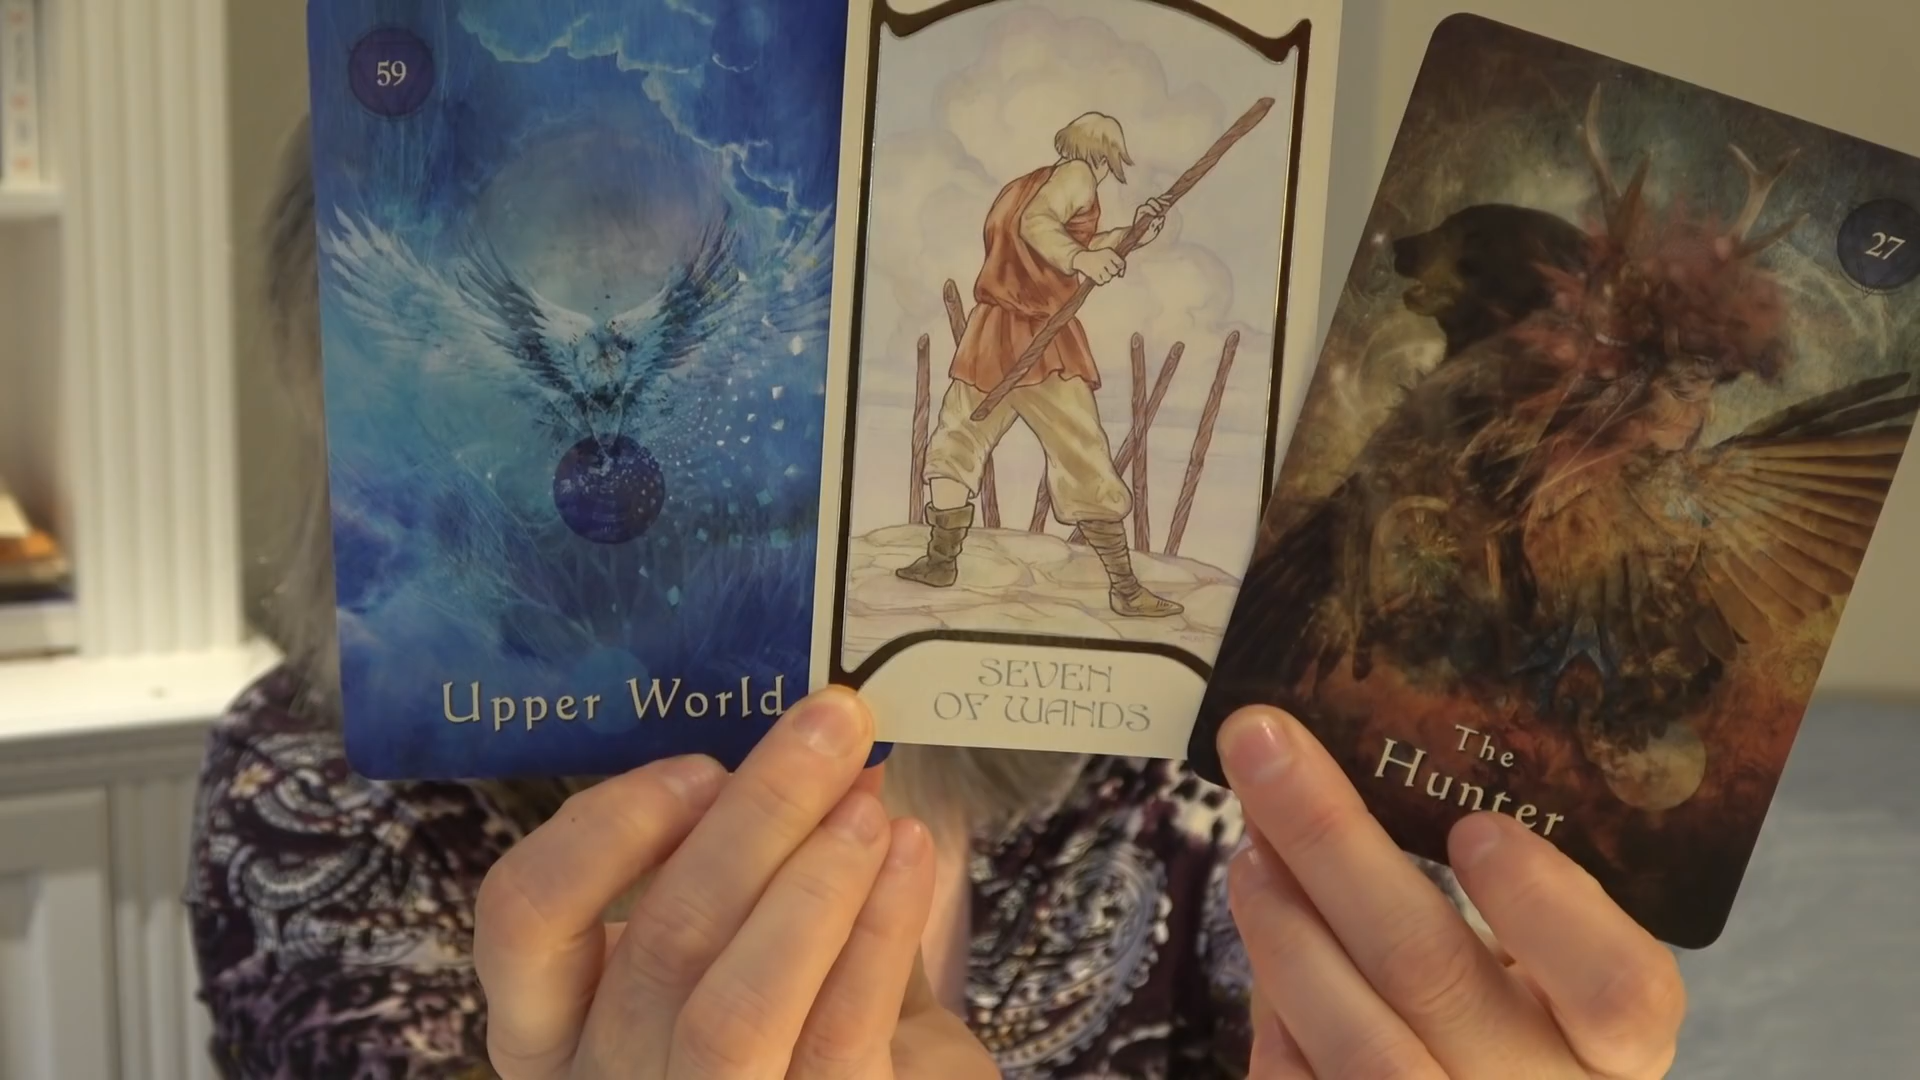 59
Upper World
SEVEN
OF WANDS
27
The
Hunter